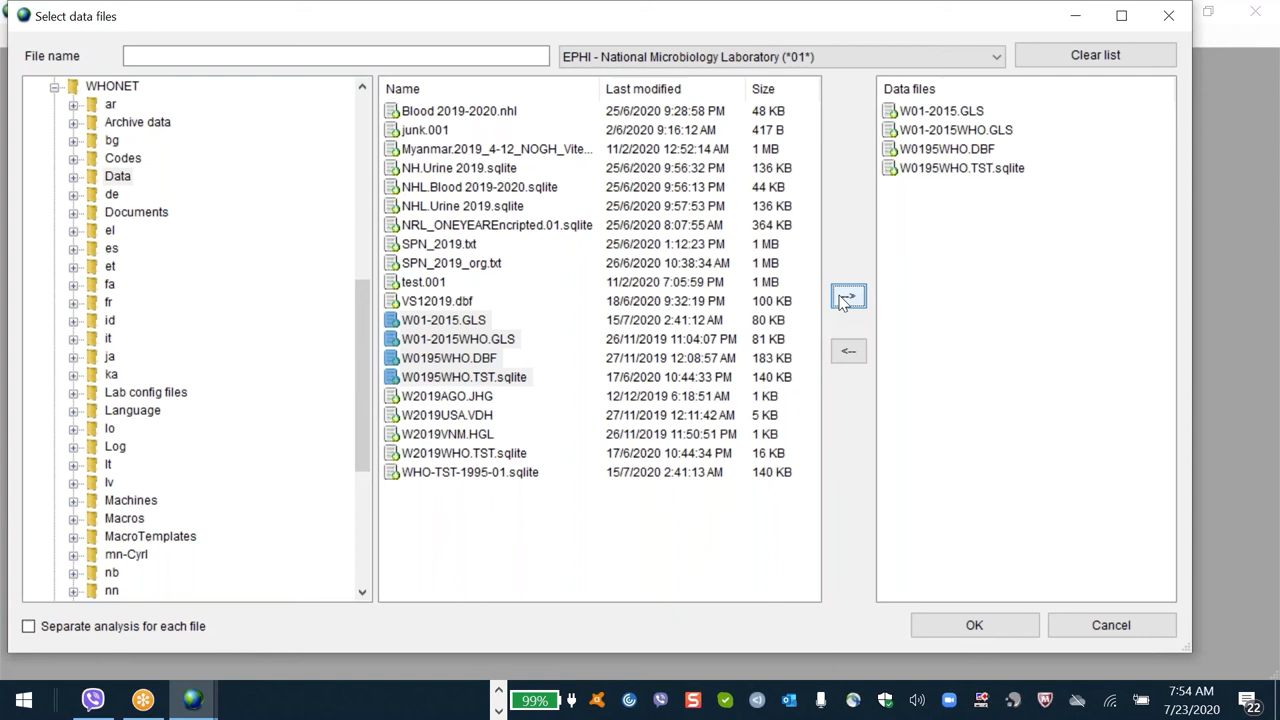 Select data files
File name
EPHI - National Microbiology Laboratory (*01*)
Clear list
WHONET
ar
Archive data
bg
Codes
Data
de
Documents
el
es
et
fa
fr
id
it
ja
ka
Lab config files
Language
lo
Log
lt
lv
Machines
Macros
MacroTemplates
mn-Cyrl
nb
nn
Name Last modified Size
Blood 2019-2020.nhl 25/6/2020 9:28:58 PM 48 KB
junk.001 2/6/2020 9:16:12 AM 417 B
Myanmar.2019_4-12_NOGH_Vite... 11/2/2020 12:52:14 AM 1 MB
NH.Urine 2019.sqlite 25/6/2020 9:56:32 PM 136 KB
NHL.Blood 2019-2020.sqlite 25/6/2020 9:56:13 PM 44 KB
NHL.Urine 2019.sqlite 25/6/2020 9:57:53 PM 136 KB
NRL_ONEYEAREncripted.01.sqlite 25/6/2020 8:07:55 AM 364 KB
SPN_2019.txt 25/6/2020 1:12:23 PM 1 MB
SPN_2019_org.txt 26/6/2020 10:38:34 AM 1 MB
test.001 11/2/2020 7:05:59 PM 1 MB
VS12019.dbf 18/6/2020 9:32:19 PM 100 KB
W01-2015.GLS 15/7/2020 2:41:12 AM 80 KB
W01-2015WHO.GLS 26/11/2019 11:04:07 PM 81 KB
W0195WHO.DBF 27/11/2019 12:08:57 AM 183 KB
W0195WHO.TST.sqlite 17/6/2020 10:44:33 PM 140 KB
W2019AGO.JHG 12/12/2019 6:18:51 AM 1 KB
W2019USA.VDH 27/11/2019 12:11:42 AM 5 KB
W2019VNM.HGL 26/11/2019 11:50:51 PM 1 KB
W2019WHO.TST.sqlite 17/6/2020 10:44:34 PM 16 KB
WHO-TST-1995-01.sqlite 15/7/2020 2:41:13 AM 140 KB
-->
<--
Data files
W01-2015.GLS
W01-2015WHO.GLS
W0195WHO.DBF
W0195WHO.TST.sqlite
Separate analysis for each file
OK
Cancel
99%
7:54 AM
7/23/2020
22